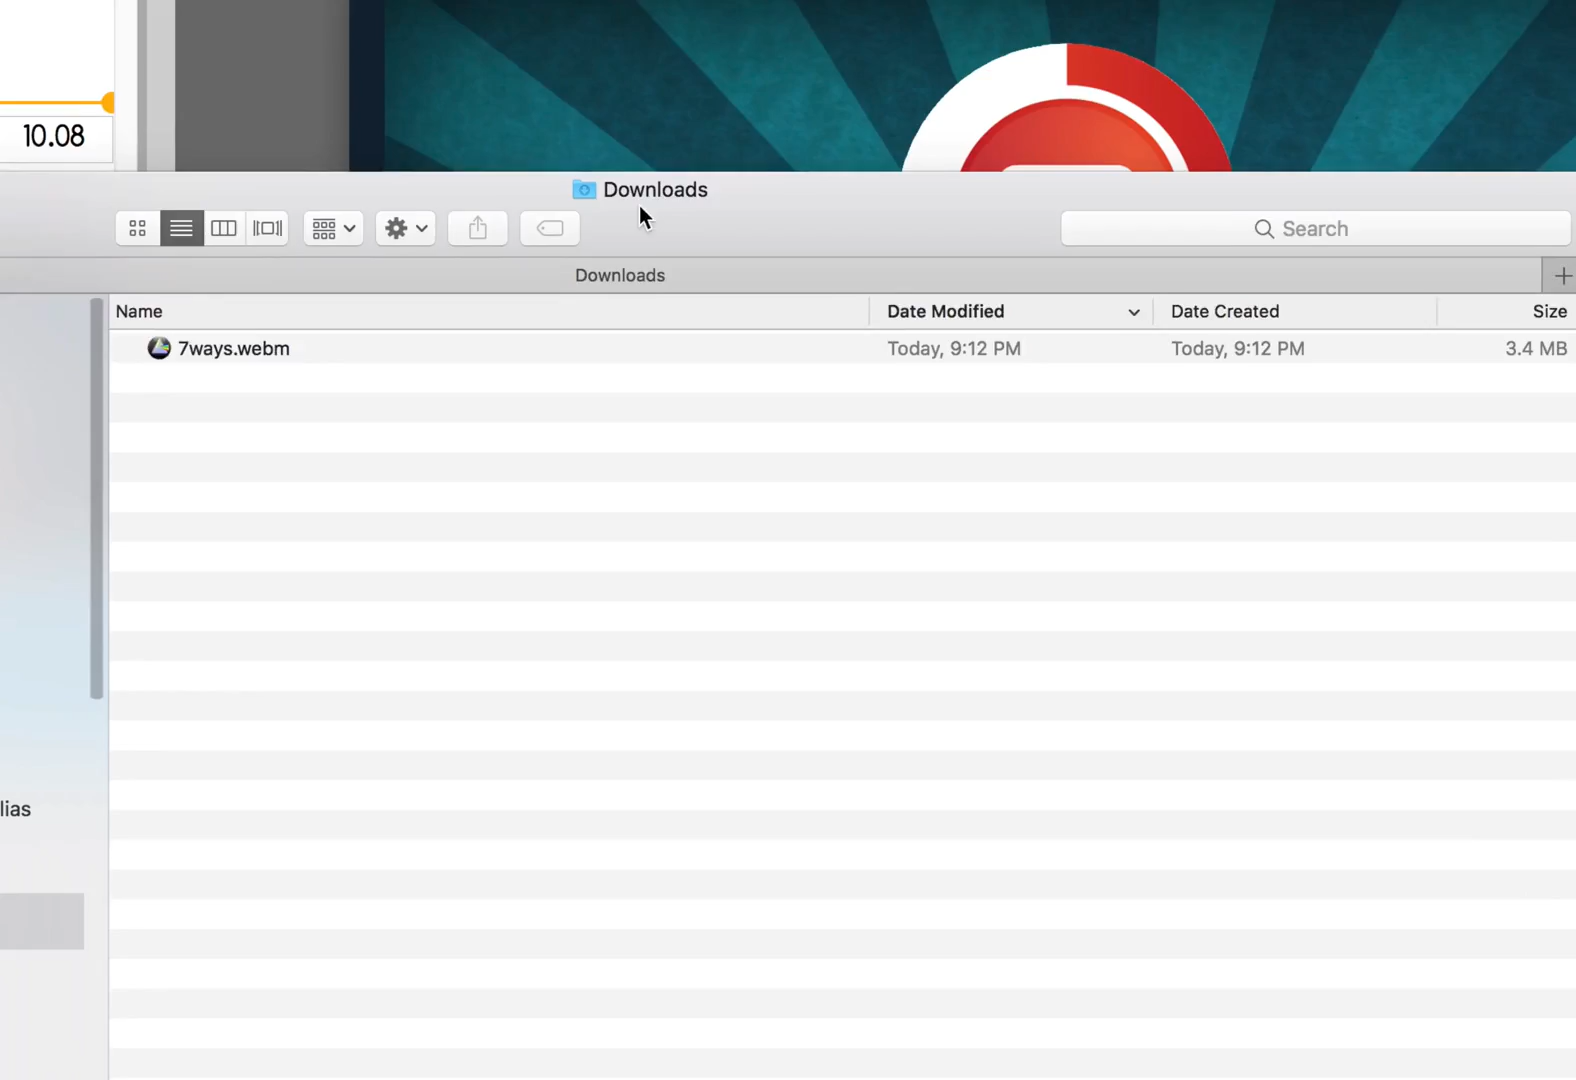 10.08
Downloads
Search
Downloads
Name Date Modified Date Created Size
7ways.webm Today, 9:12 PM Today, 9:12 PM 3.4 MB
lias